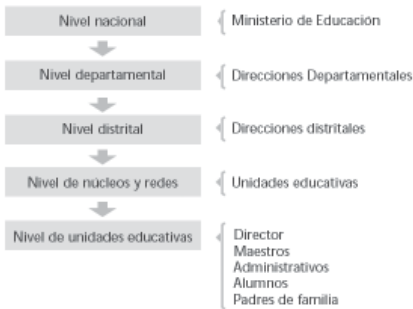 Nivel nacional
Ministerio de Educación
Nivel departamental
Direcciones Departamentales
Nivel distrital
Direcciones distritales
Nivel de núcleos y redes
Unidades educativas
Nivel de unidades educativas
Director
Maestros
Administrativos
Alumnos
Padres de familia